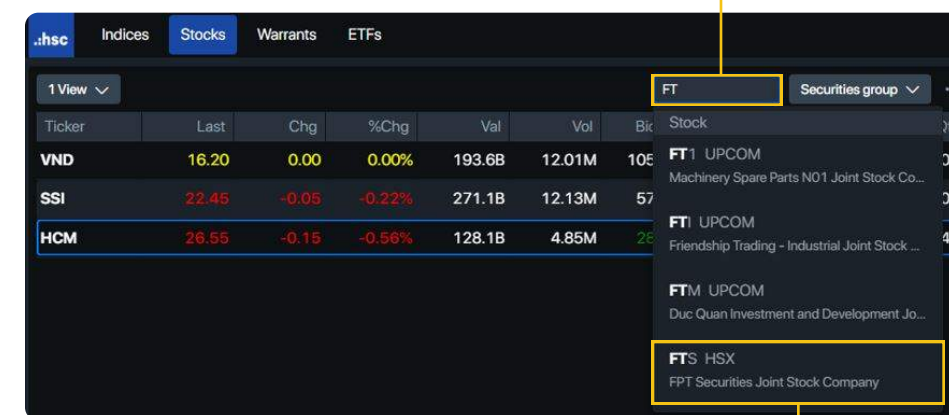 .:hsc Indices Stocks Warrants ETFs
1 View FT Securities group
Ticker Last Chg %Chg Val Vol
VND 16.20 0.00 0.00% 193.6B 12.01M 105
SSI 22.45 -0.05 -0.22% 271.1B 12.13M 57
HCM 26.55 -0.15 -0.56% 128.1B 4.85M 28
Stock
FT1 UPCOM
Machinery Spare Parts NO1 Joint Stock Co...
FTI UPCOM
Friendship Trading - Industrial Joint Stock ...
FTM UPCOM
Duc Quan Investment and Development Jo...
FTS HSX
FPT Securities Joint Stock Company